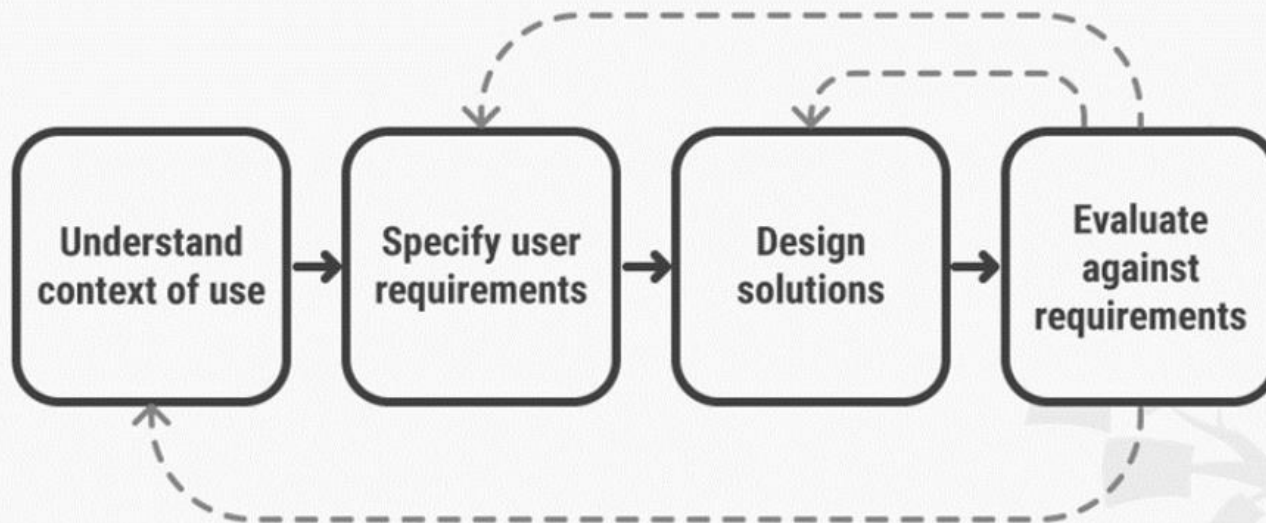 Understand
context of use
Specify user
requirements
Design
solutions
Evaluate
against
requirements